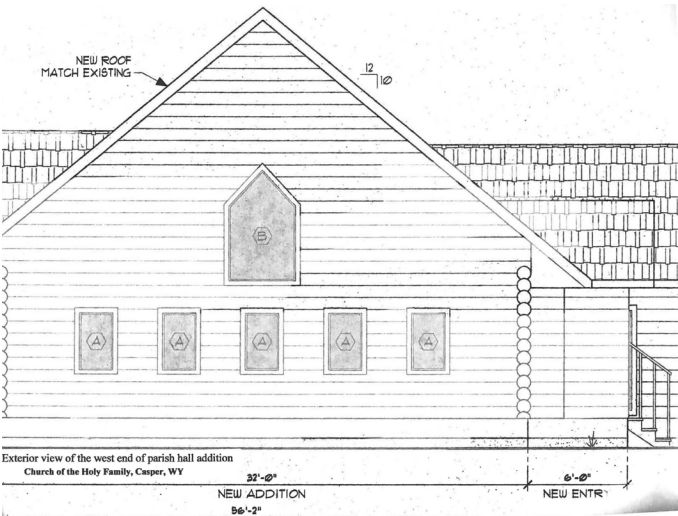 NEW ROOF
MATCH EXISTING
12
10
B
A
A
A
A
A
Exterior view of the west end of parish hall addition
Church of the Holy Family, Casper, WY
32'-0"
6'-0"
NEW ADDITION
NEW ENTR
56'-2"